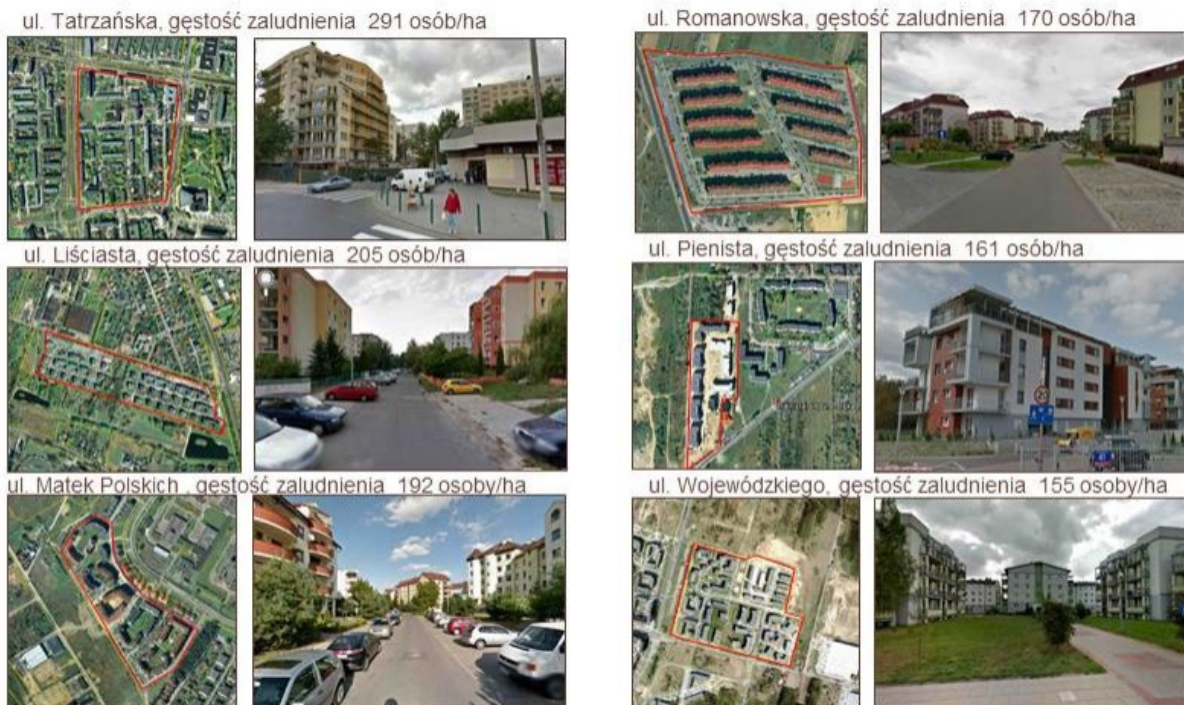 ul. Tatrzańska, gęstość zaludnienia 291 osób/ha
ul. Liściasta, gęstość zaludnienia 205 osób/ha
ul. Matek Polskich , gęstość zaludnienia 192 osoby/ha
ul. Romanowska, gęstość zaludnienia 170 osób/ha
ul. Pienista, gęstość zaludnienia 161 osób/ha
ul. Wojewódzkiego, gęstość zaludnienia 155 osoby/ha